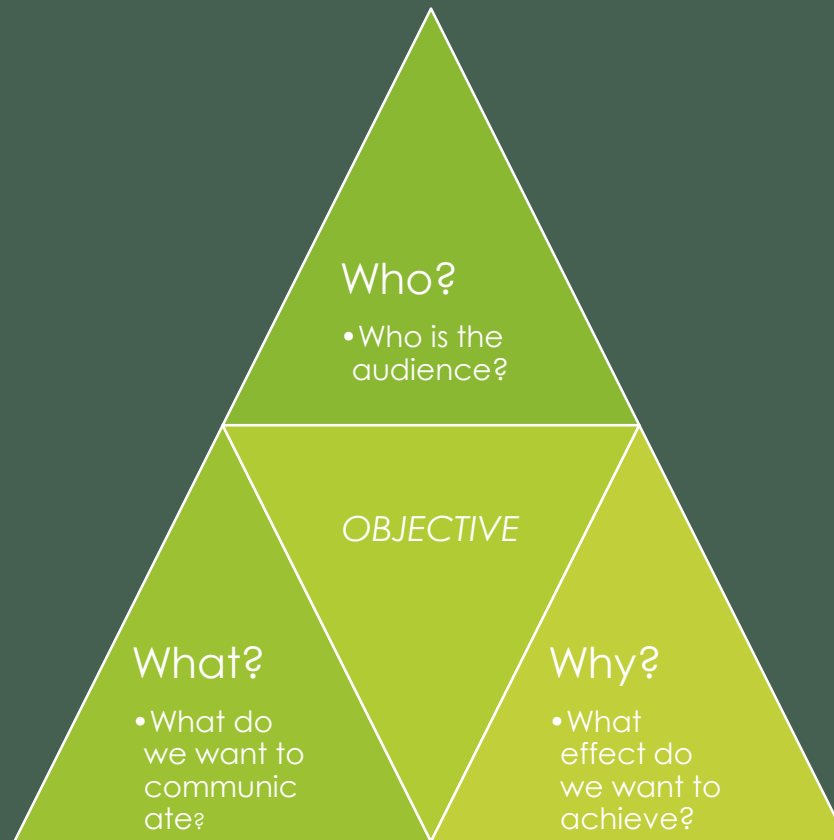 Who?
•Who is the
audience?
OBJECTIVE
What?
•What do
we want to
communic
ate?
Why?
•What
effect do
we want to
achieve?